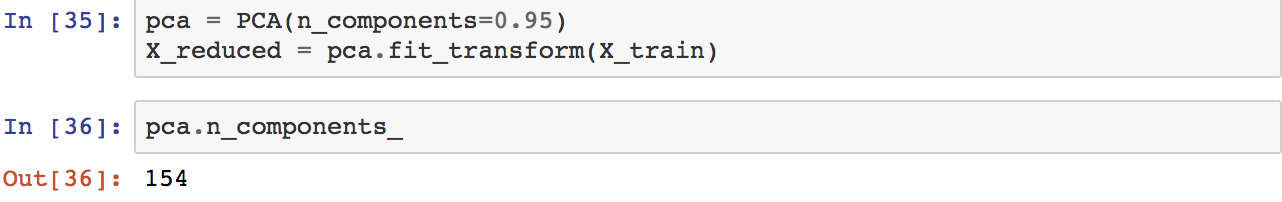 In [35]: pca = PCA(n_components=0.95)
X_reduced = pca.fit_transform(X_train)
In [36]: pca.n_components_
Out[36]: 154